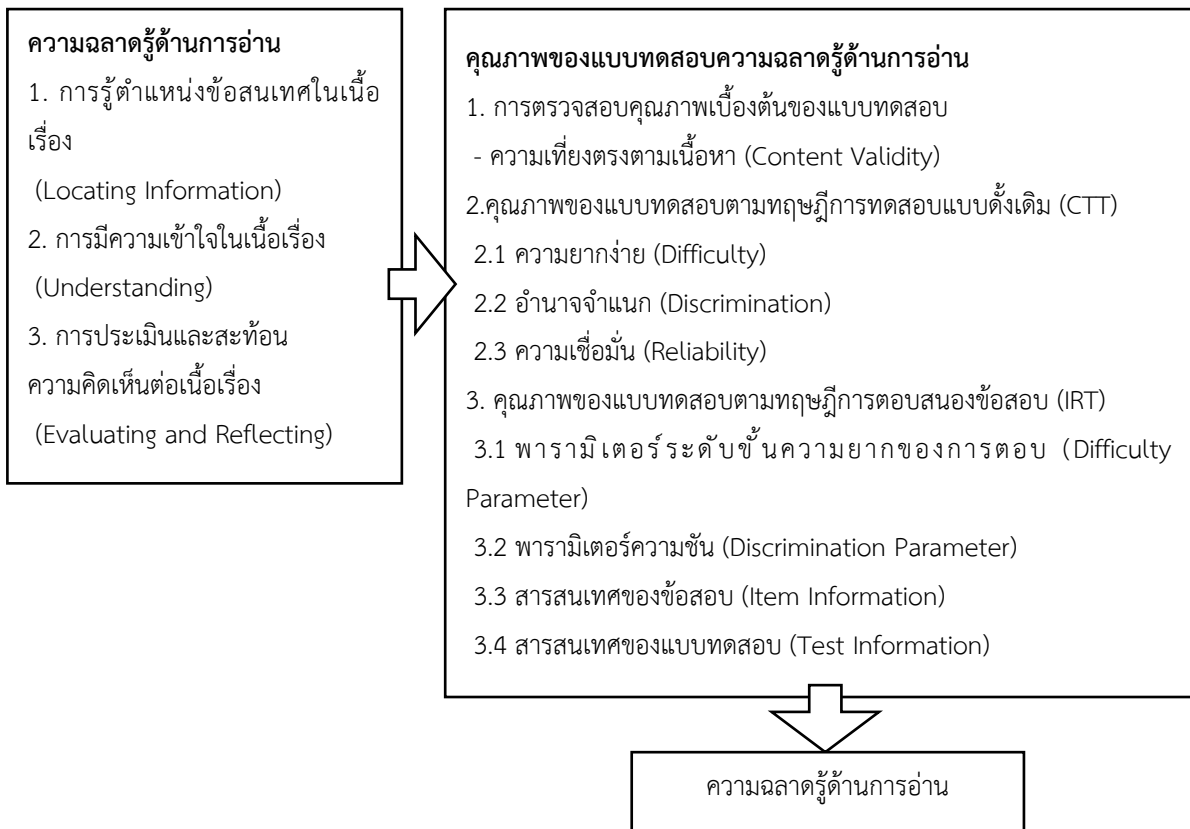 ความฉลาดรู้ด้านการอ่าน
1. การรู้ตำแหน่งข้อสนเทศในเนื้อ
เรื่อง
(Locating Information)
2. การมีความเข้าใจในเนื้อเรื่อง
(Understanding)
3. การประเมินและสะท้อน
ความคิดเห็นต่อเนื้อเรื่อง
(Evaluating and Reflecting)
คุณภาพของแบบทดสอบความฉลาดรู้ด้านการอ่าน
1. การตรวจสอบคุณภาพเบื้องต้นของแบบทดสอบ
- ความเที่ยงตรงตามเนื้อหา (Content Validity)
2.คุณภาพของแบบทดสอบตามทฤษฎีการทดสอบแบบดั้งเดิม (CTT)
2.1 ความยากง่าย (Difficulty)
2.2 อำนาจจำแนก (Discrimination)
2.3 ความเชื่อมั่น (Reliability)
3. คุณภาพของแบบทดสอบตามทฤษฎีการตอบสนองข้อสอบ (IRT)
3.1 พารามิเตอร์ระดับขั้นความยากของการตอบ (Difficulty
Parameter)
3.2 พารามิเตอร์ความชัน (Discrimination Parameter)
3.3 สารสนเทศของข้อสอบ (Item Information)
3.4 สารสนเทศของแบบทดสอบ (Test Information)
ความฉลาดรู้ด้านการอ่าน